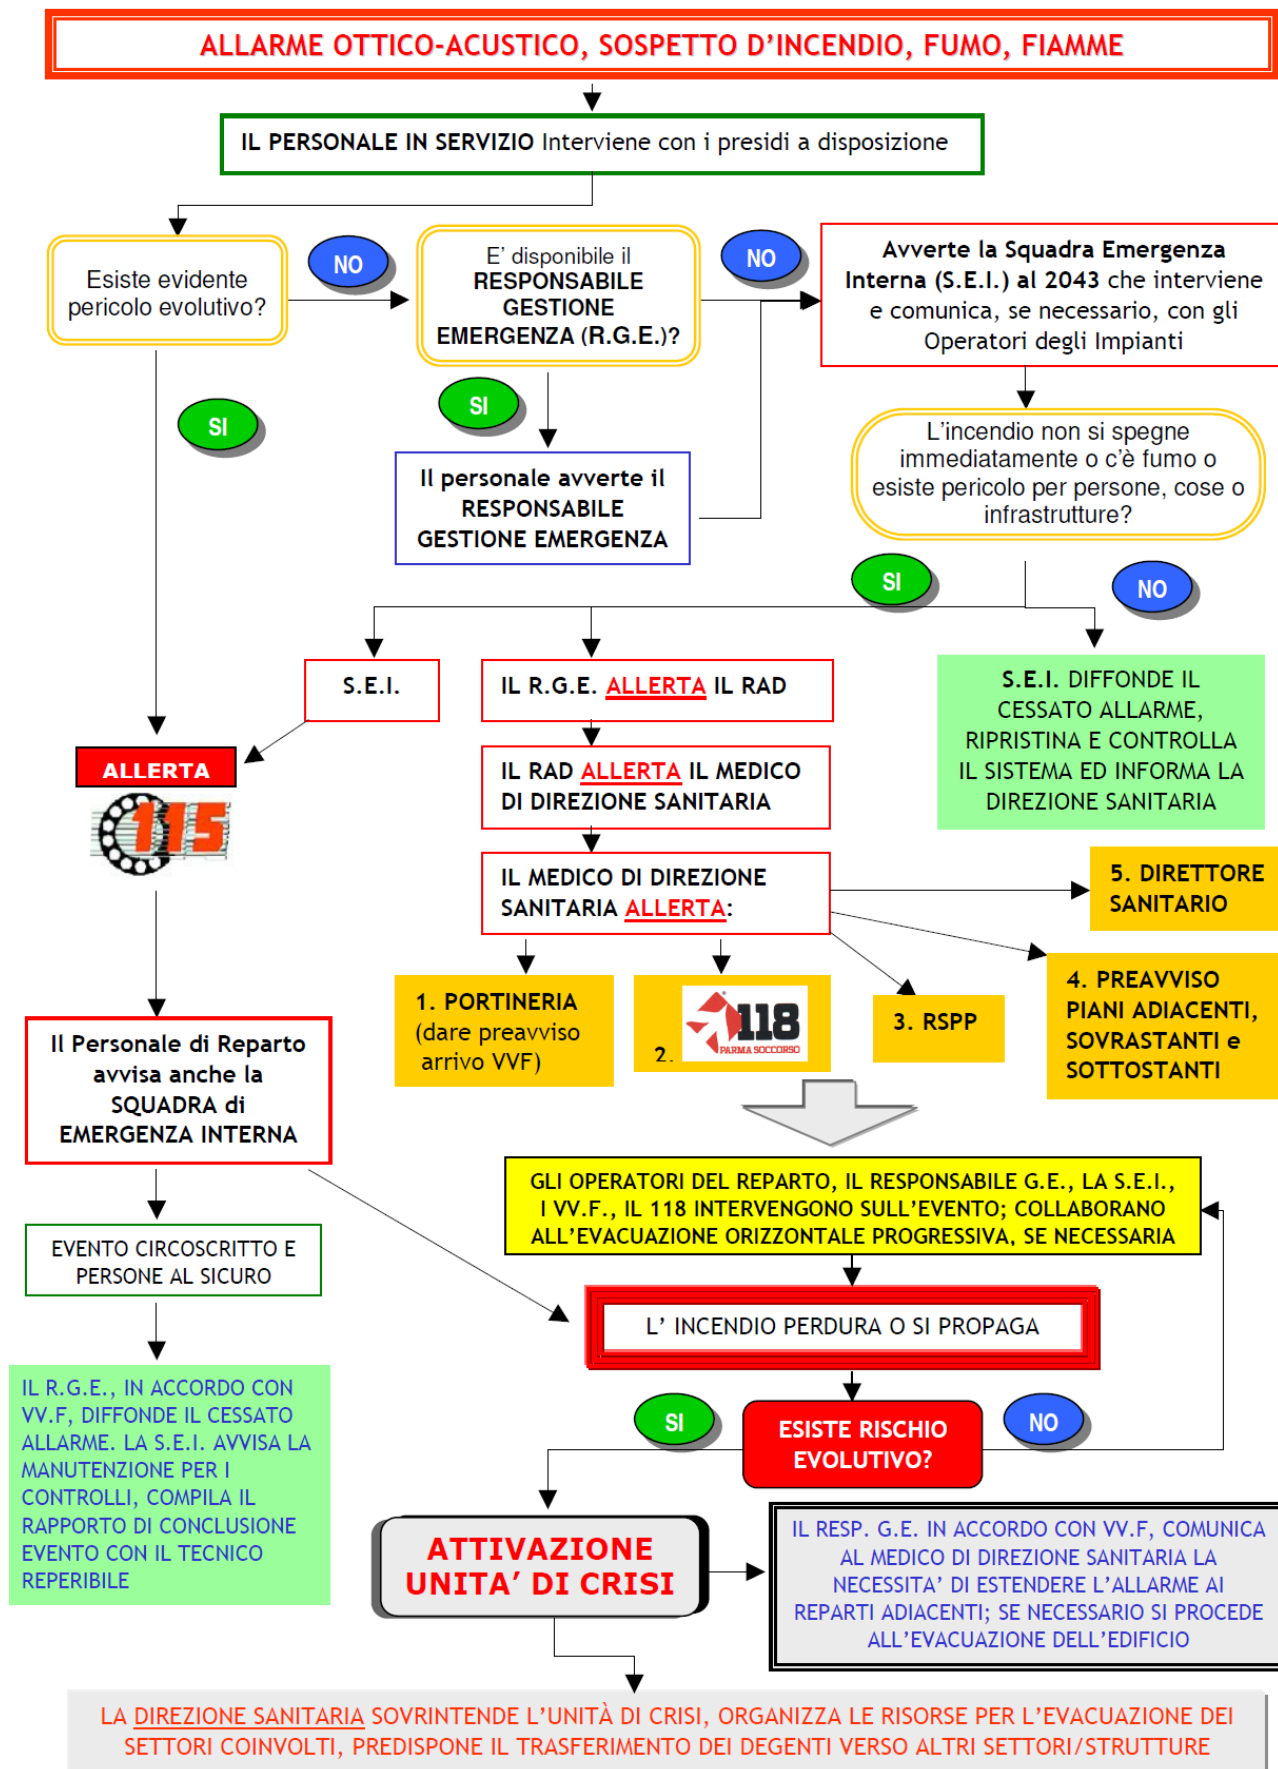 ALLARME OTTICO-ACUSTICO, SOSPETTO D’INCENDIO, FUMO, FIAMME
IL PERSONALE IN SERVIZIO Interviene con i presidi a disposizione
Esiste evidente
pericolo evolutivo?
NO
E’ disponibile il
RESPONSABILE
GESTIONE
EMERGENZA (R.G.E.)?
NO
Avverte la Squadra Emergenza
Interna (S.E.I.) al 2043 che interviene
e comunica, se necessario, con gli
Operatori degli Impianti
SI
SI
Il personale avverte il
RESPONSABILE
GESTIONE EMERGENZA
L’incendio non si spegne
immediatamente o c’è fumo o
esiste pericolo per persone, cose o
infrastrutture?
SI
NO
S.E.I.
IL R.G.E. ALLERTA IL RAD
S.E.I. DIFFONDE IL
CESSATO ALLARME,
RIPRISTINA E CONTROLLA
IL SISTEMA ED INFORMA LA
DIREZIONE SANITARIA
ALLERTA
115
IL RAD ALLERTA IL MEDICO
DI DIREZIONE SANITARIA
IL MEDICO DI DIREZIONE
SANITARIA ALLERTA:
5. DIRETTORE
SANITARIO
1. PORTINERIA
(dare preavviso
arrivo VVF)
2.
118
PARMA SOCCORSO
3. RSPP
4. PREAVVISO
PIANI ADIACENTI,
SOVRASTANTI e
SOTTOSTANTI
Il Personale di Reparto
avvisa anche la
SQUADRA di
EMERGENZA INTERNA
GLI OPERATORI DEL REPARTO, IL RESPONSABILE G.E., LA S.E.I.,
I VV.F., IL 118 INTERVENGONO SULL’EVENTO; COLLABORANO
ALL’EVACUAZIONE ORIZZONTALE PROGRESSIVA, SE NECESSARIA
EVENTO CIRCOSCRITTO E
PERSONE AL SICURO
L’ INCENDIO PERDURA O SI PROPAGA
IL R.G.E., IN ACCORDO CON
VV.F, DIFFONDE IL CESSATO
ALLARME. LA S.E.I. AVVISA LA
MANUTENZIONE PER I
CONTROLLI, COMPILA IL
RAPPORTO DI CONCLUSIONE
EVENTO CON IL TECNICO
REPERIBILE
SI
ESISTE RISCHIO
EVOLUTIVO?
NO
ATTIVAZIONE
UNITA’ DI CRISI
IL RESP. G.E. IN ACCORDO CON VV.F, COMUNICA
AL MEDICO DI DIREZIONE SANITARIA LA
NECESSITA’ DI ESTENDERE L’ALLARME AI
REPARTI ADIACENTI; SE NECESSARIO SI PROCEDE
ALL’EVACUAZIONE DELL’EDIFICIO
LA DIREZIONE SANITARIA SOVRINTENDE L’UNITÀ DI CRISI, ORGANIZZA LE RISORSE PER L’EVACUAZIONE DEI
SETTORI COINVOLTI, PREDISPONE IL TRASFERIMENTO DEI DEGENTI VERSO ALTRI SETTORI/STRUTTURE